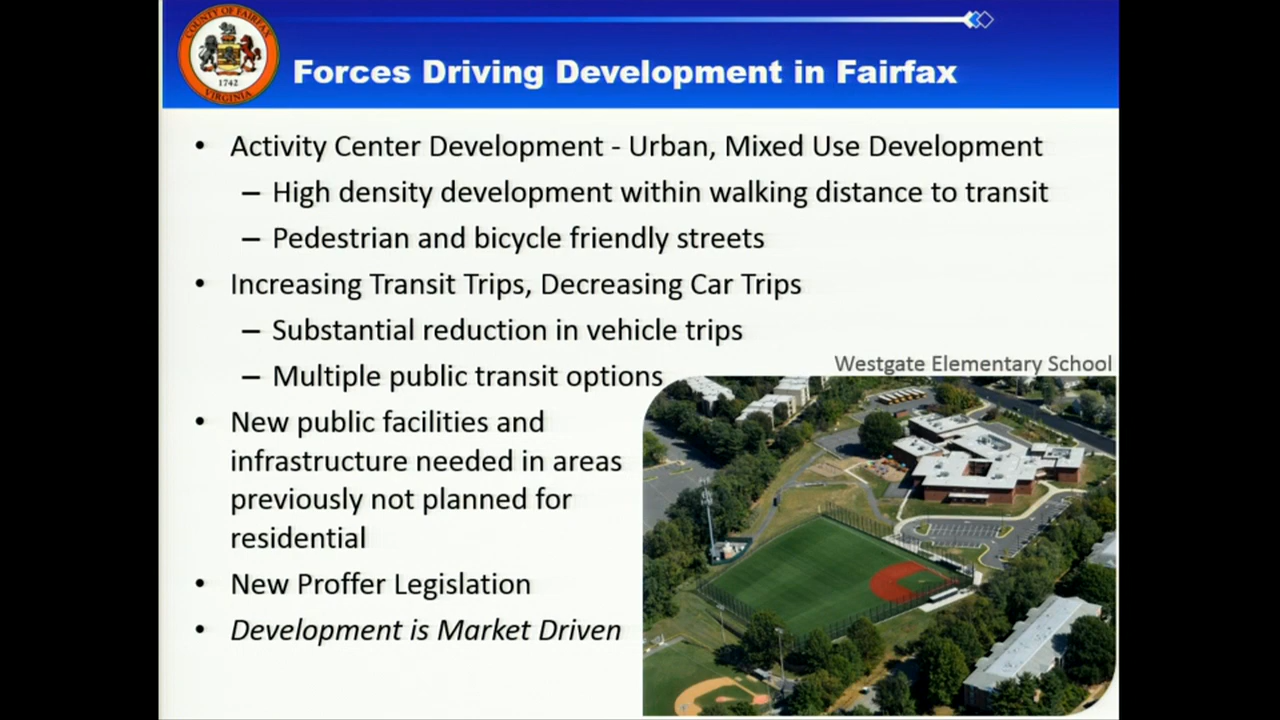 COUNTY OF FAIRFAX
1742
VIRGINIA
Forces Driving Development in Fairfax
• Activity Center Development - Urban, Mixed Use Development
– High density development within walking distance to transit
– Pedestrian and bicycle friendly streets
• Increasing Transit Trips, Decreasing Car Trips
– Substantial reduction in vehicle trips
– Multiple public transit options
Westgate Elementary School
• New public facilities and
infrastructure needed in areas
previously not planned for
residential
• New Proffer Legislation
• Development is Market Driven